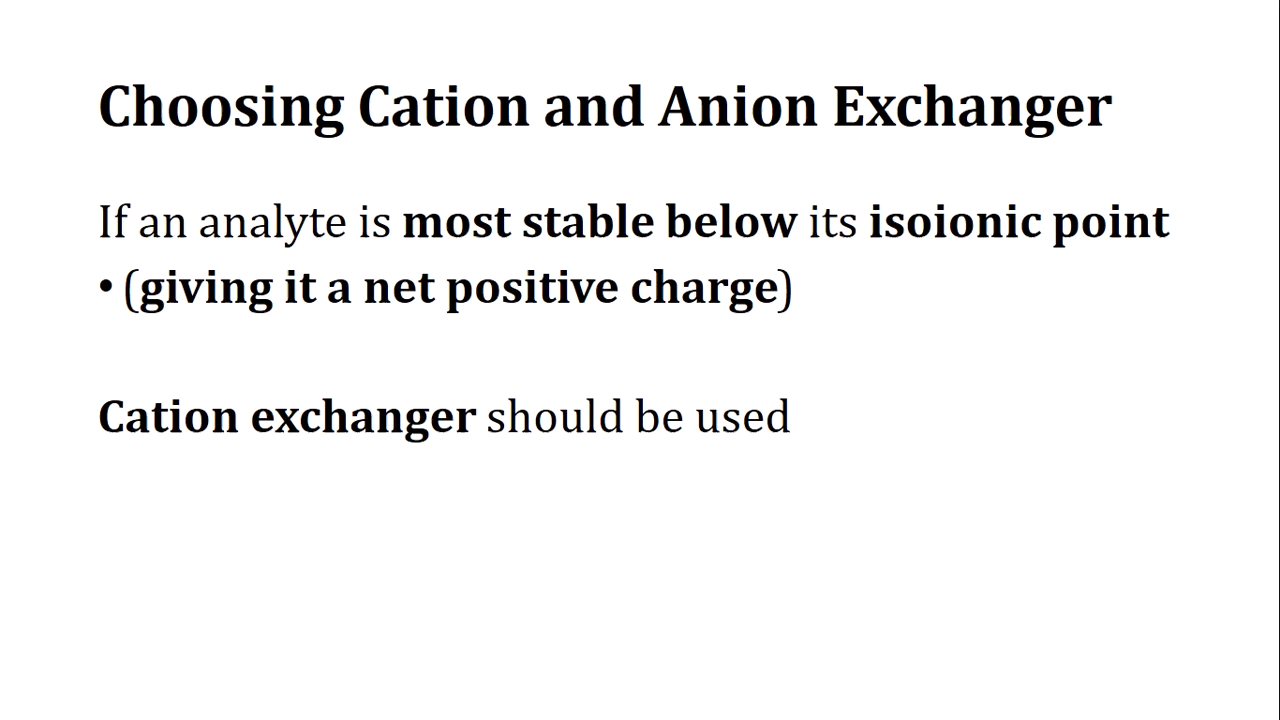 Choosing Cation and Anion Exchanger
If an analyte is most stable below its isoionic point
• (giving it a net positive charge)
Cation exchanger should be used